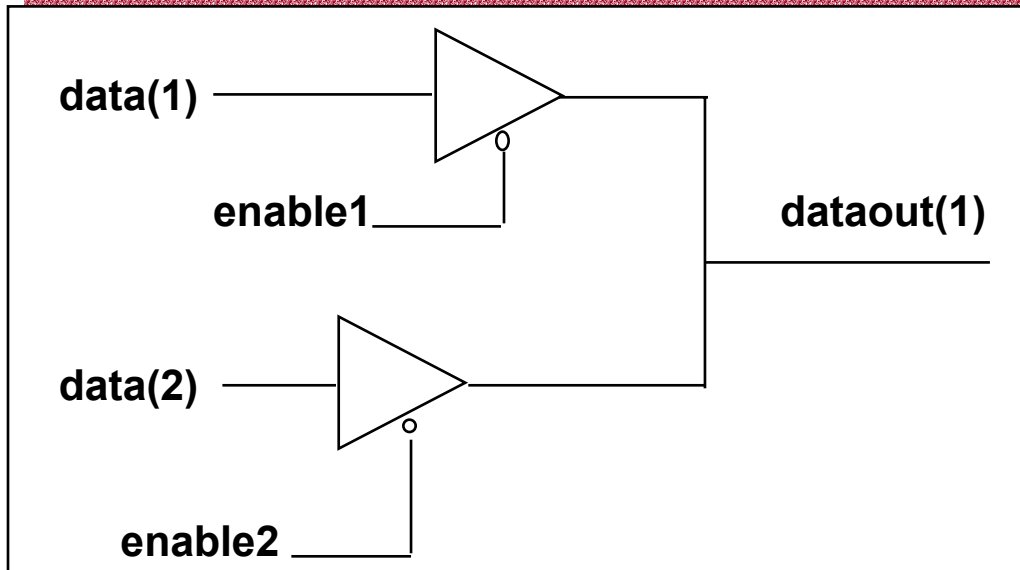 data(1)
enable1
dataout(1)
data(2)
enable2